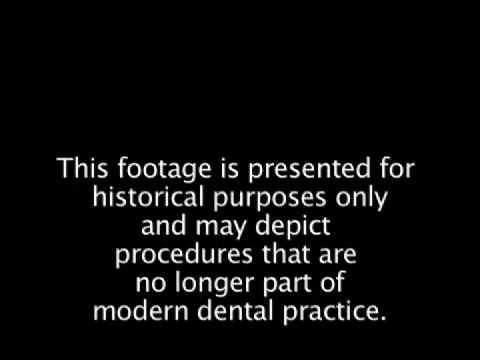 This footage is presented for
historical purposes only
and may depict
procedures that are
no longer part of
modern dental practice.